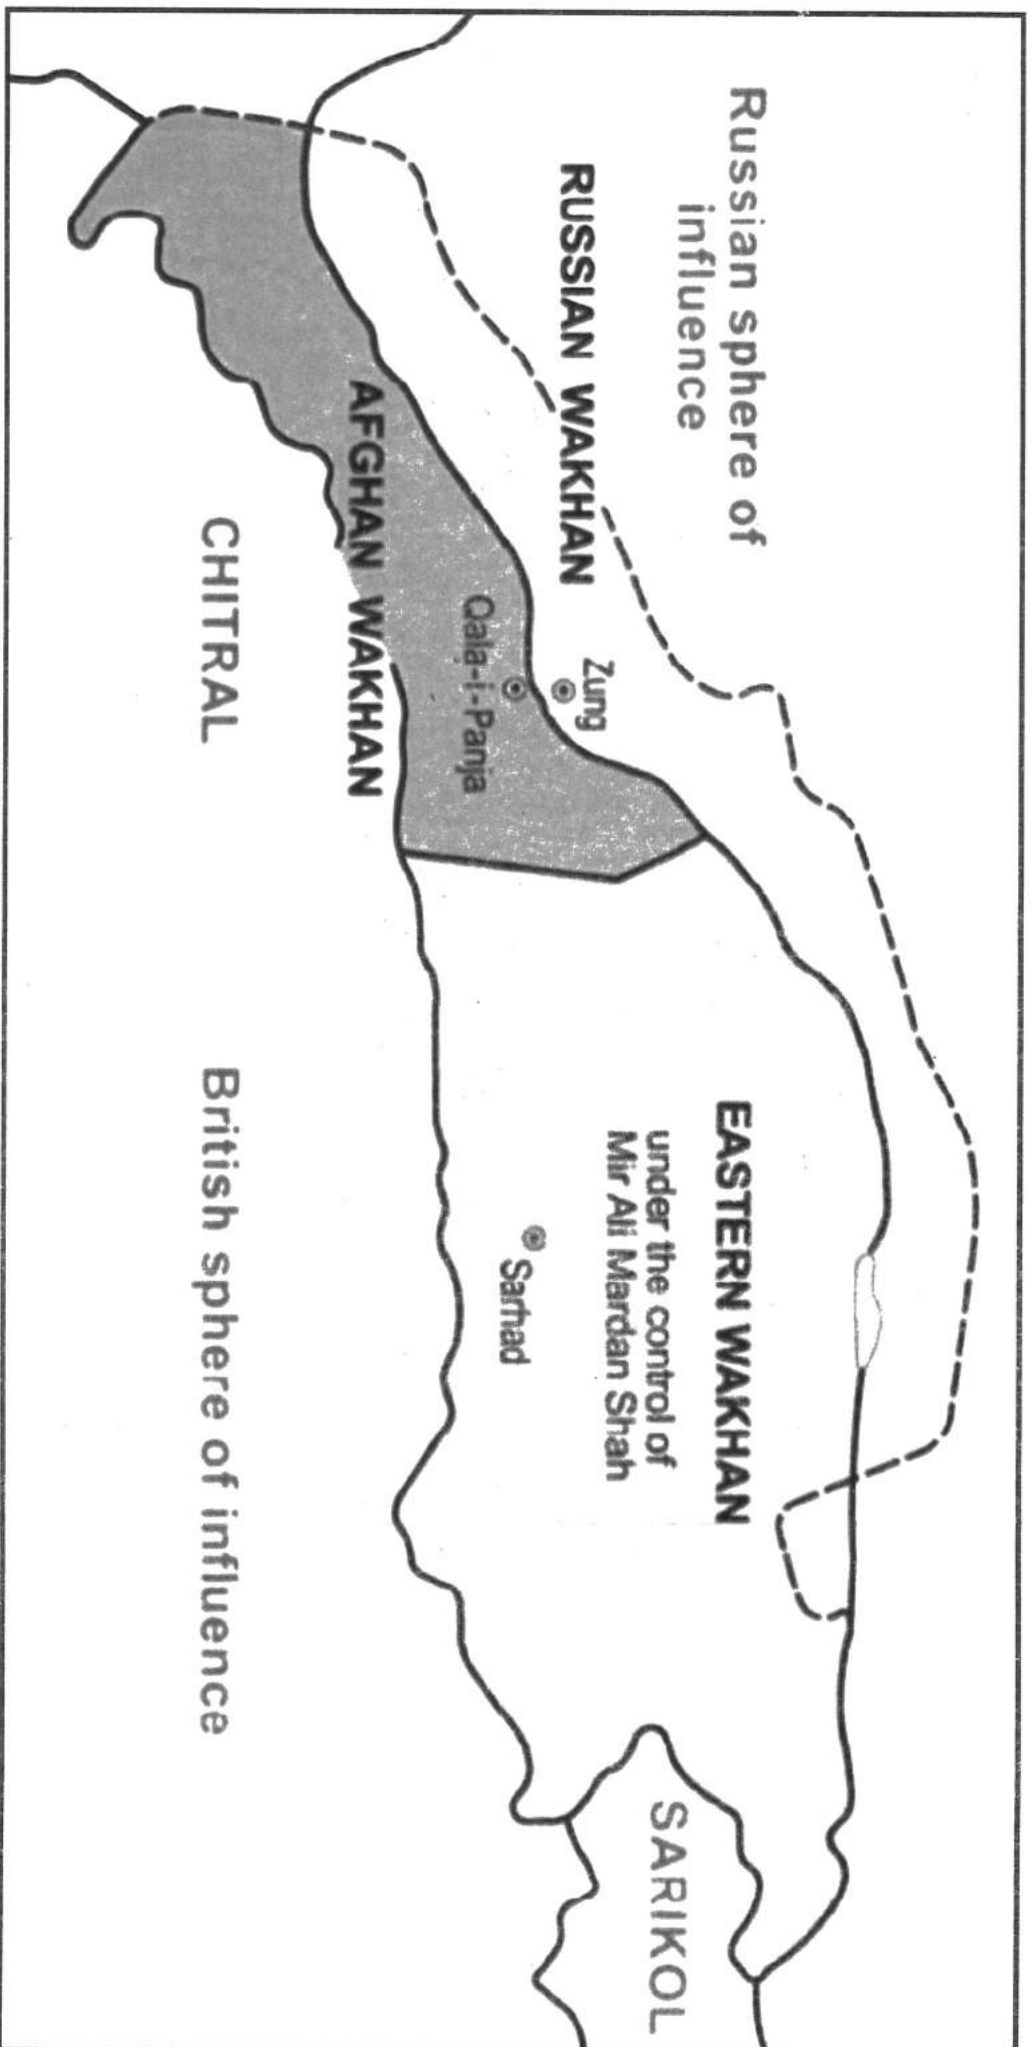 Russian sphere of
influence
RUSSIAN WAKHAN
Zung
Qala-i-Panja
AFGHAN WAKHAN
CHITRAL
EASTERN WAKHAN
under the control of
Mir Ali Mardan Shah
Sarhad
British sphere of influence
SARIKOL